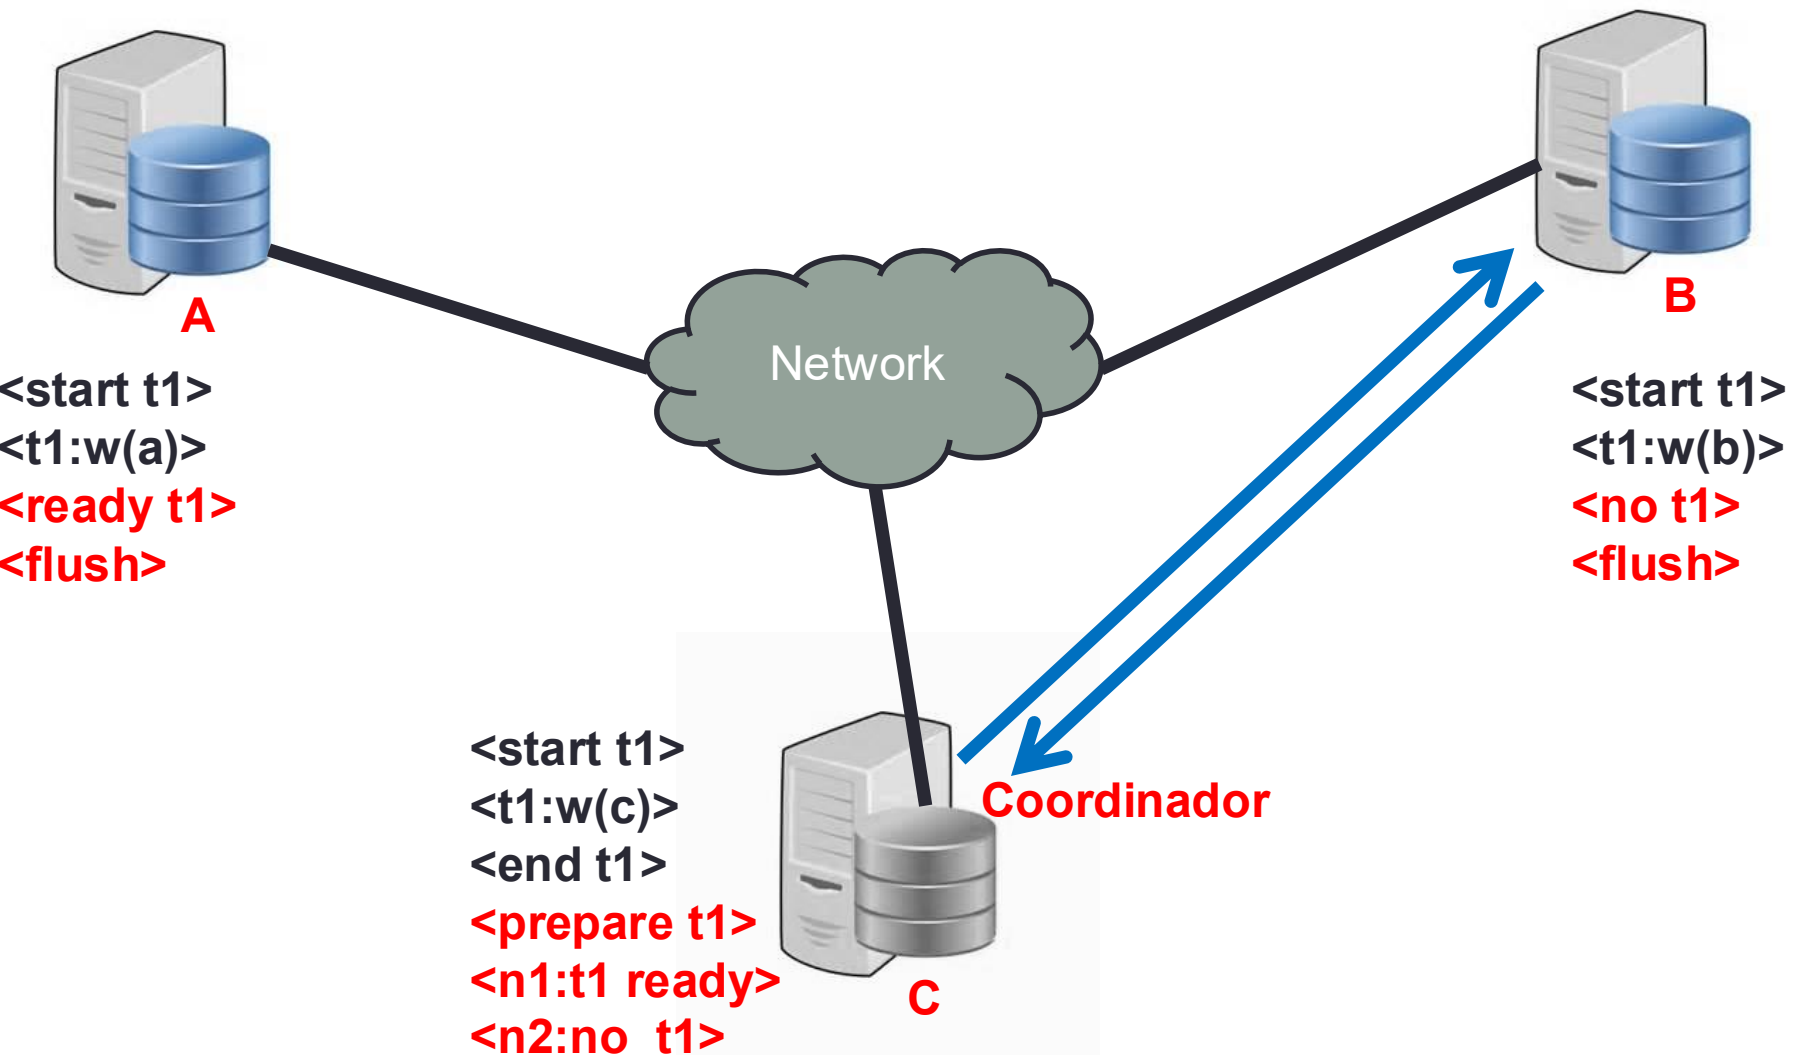 A
<start t1>
<t1:w(a)>
<ready t1>
<flush>
Network
B
<start t1>
<t1:w(b)>
<no t1>
<flush>
<start t1>
<t1:w(c)>
<end t1>
<prepare t1>
<n1:t1 ready>
<n2:no  t1>
Coordinador
C